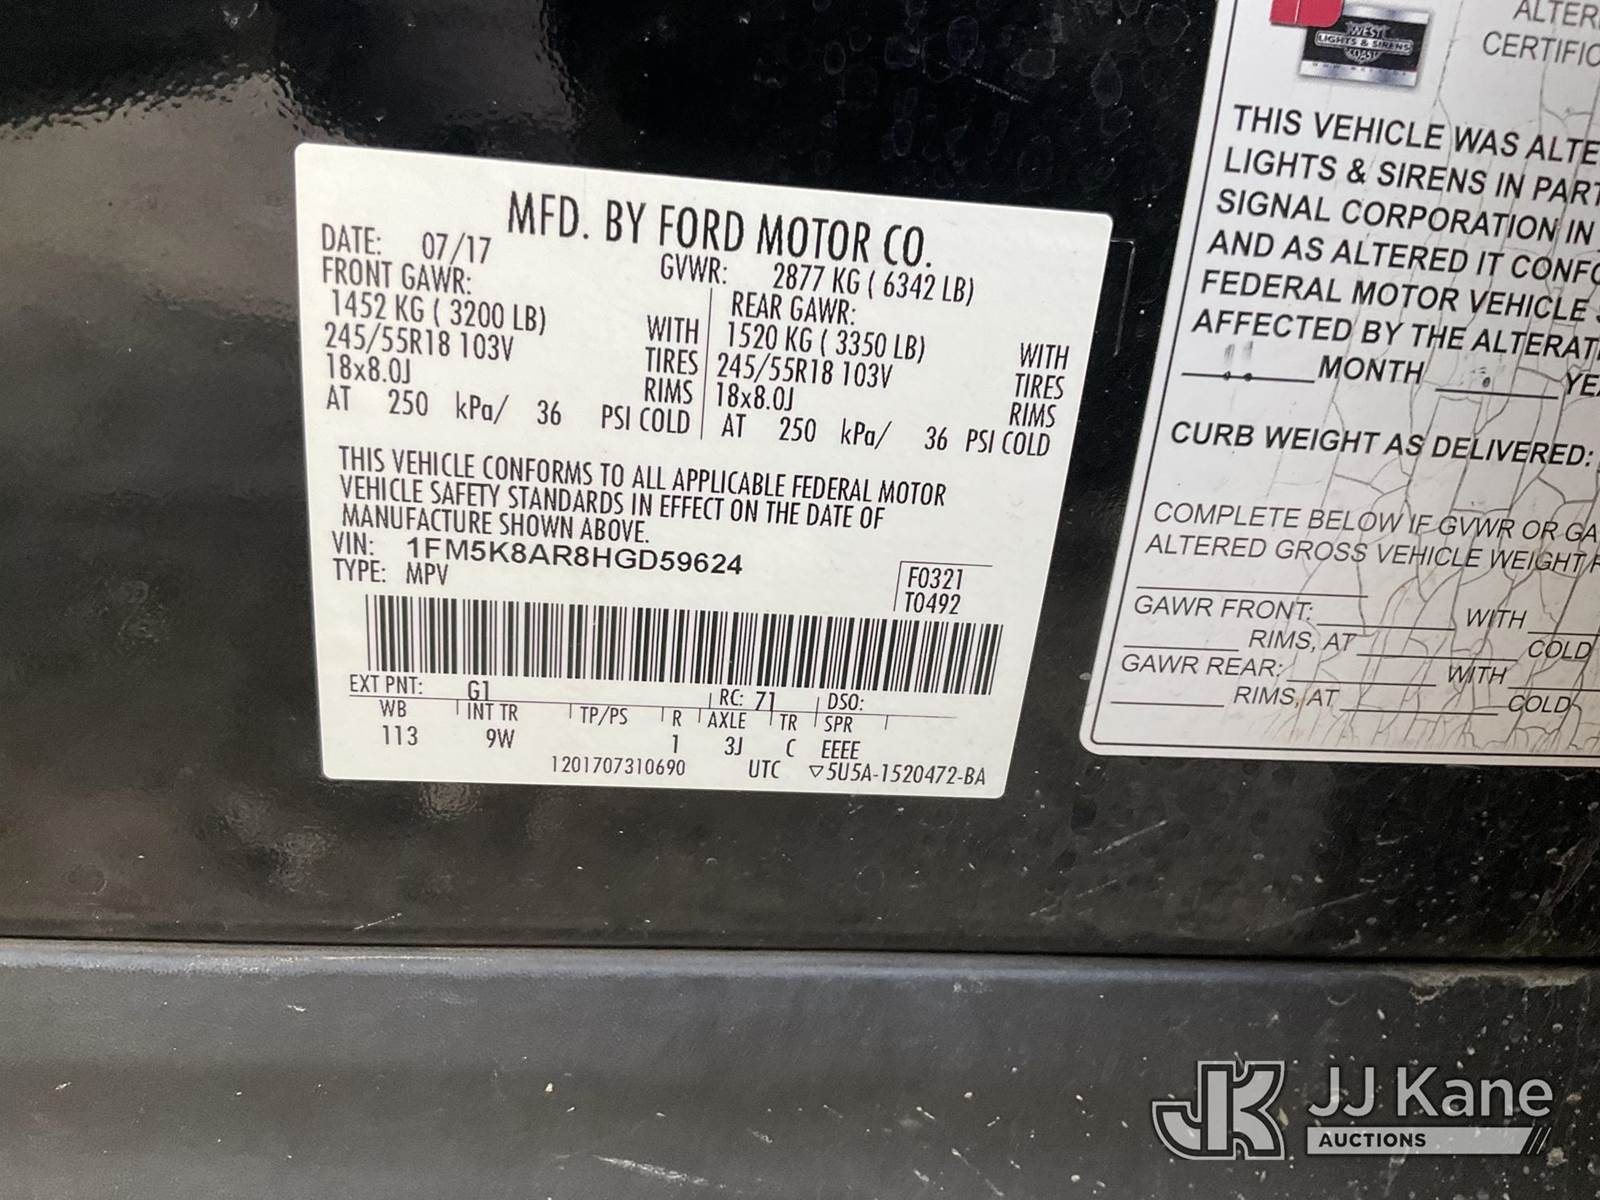 MFD. BY FORD MOTOR CO.
DATE: 07/17
GVWR: 2877 KG ( 6342 LB)
FRONT GAWR:
1452 KG ( 3200 LB) WITH
245/55R18 103V TIRES
18x8.0J RIMS
AT 250 kPa/ 36 PSI COLD
REAR GAWR:
1520 KG ( 3350 LB) WITH
245/55R18 103V TIRES
18x8.0J RIMS
AT 250 kPa/ 36 PSI COLD
THIS VEHICLE CONFORMS TO ALL APPLICABLE FEDERAL MOTOR
VEHICLE SAFETY STANDARDS IN EFFECT ON THE DATE OF
MANUFACTURE SHOWN ABOVE.
VIN: 1FM5K8AR8HGD59624
TYPE: MPV
F0321
T0492
EXT PNT: G1 RC: 71 DSO:
WB INT TR TP/PS R AXLE TR SPR
113 9W 1 3J C EEEE
1201707310690 UTC ▽5U5A-1520472-BA
WEST
LIGHTS & SIRENS
COAST
ALTER
CERTIFIC
THIS VEHICLE WAS ALTE
LIGHTS & SIRENS IN PART
SIGNAL CORPORATION IN
AND AS ALTERED IT CONFO
FEDERAL MOTOR VEHICLE S
AFFECTED BY THE ALTERATI
MONTH YEA
CURB WEIGHT AS DELIVERED:
COMPLETE BELOW IF GVWR OR GA
ALTERED GROSS VEHICLE WEIGHT R
GAWR FRONT: WITH
RIMS, AT COLD
GAWR REAR: WITH
RIMS, AT COLD
JK JJ Kane
AUCTIONS